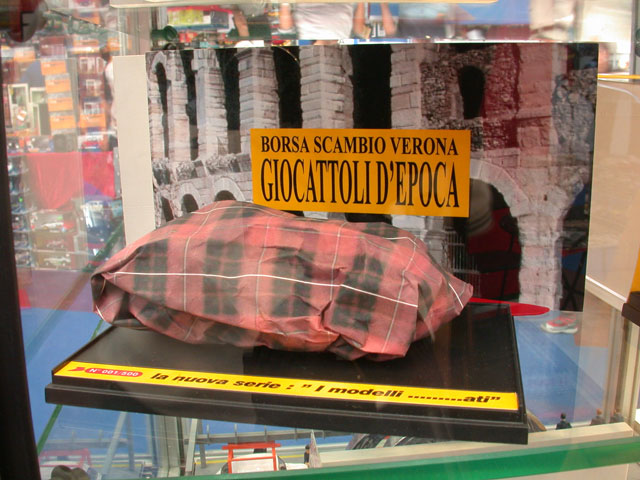 BORSA SCAMBIO VERONA
GIOCATTOLI D'EPOCA
N° 001/500 la nuova serie : " I modelli ..........ati"